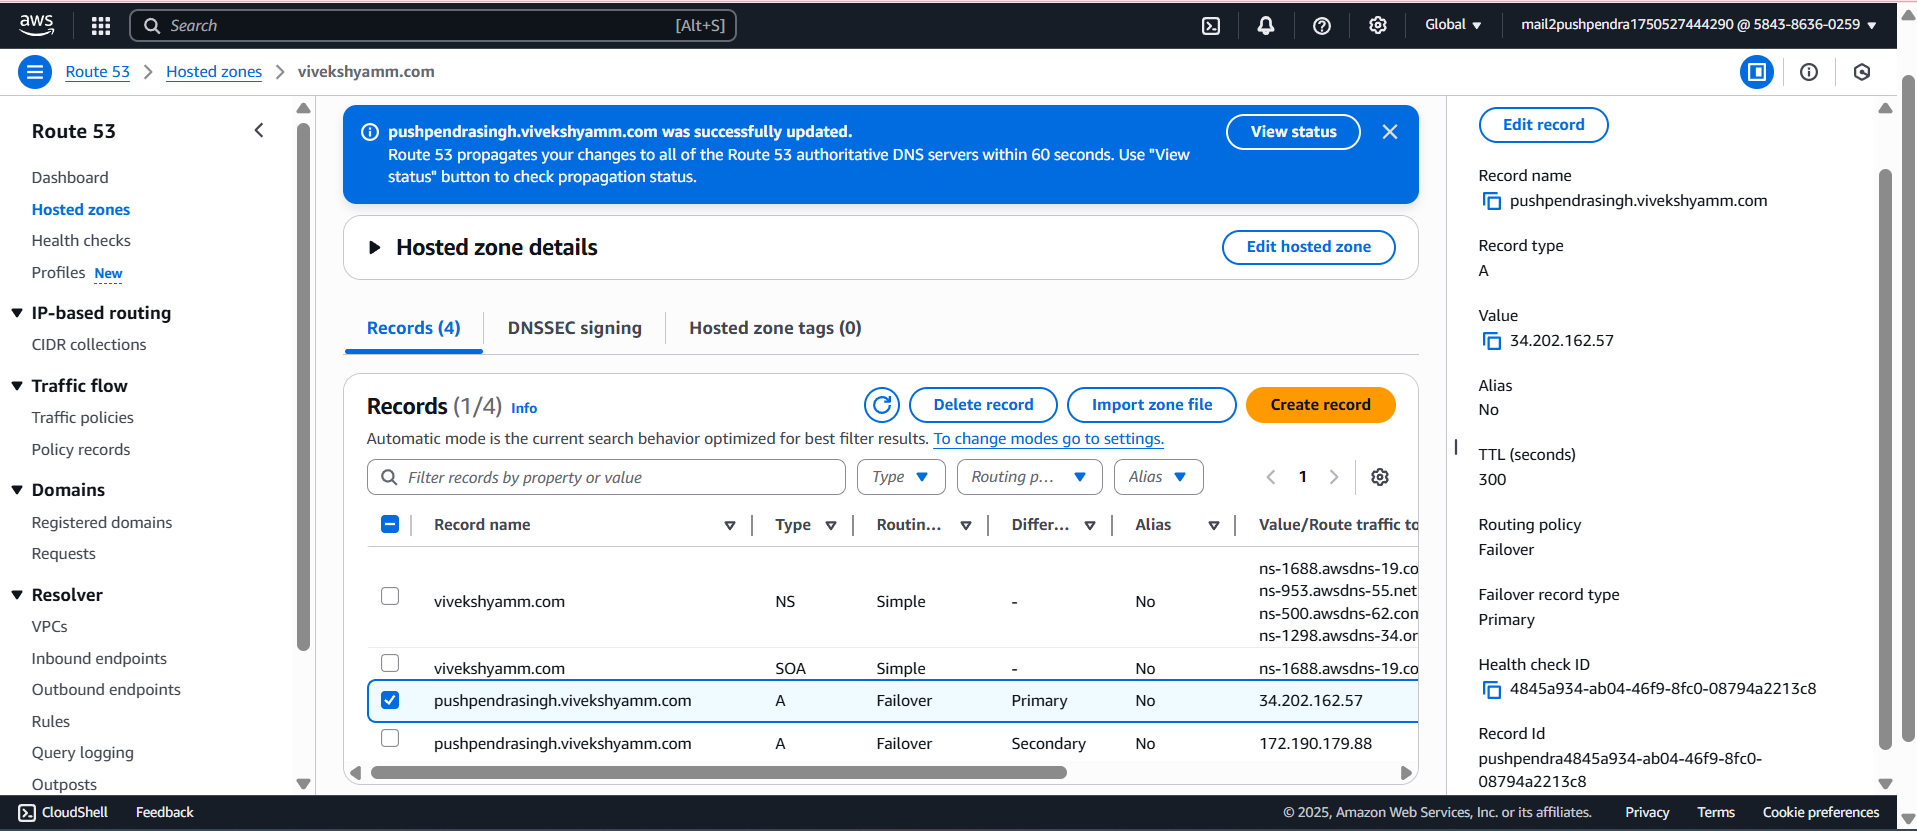 aws
Search
[Alt+S]
Global
mail2pushpendra1750527444290 @ 5843-8636-0259
Route 53
Hosted zones
vivekshyamm.com
Route 53
Dashboard
Hosted zones
Health checks
Profiles New
IP-based routing
CIDR collections
Traffic flow
Traffic policies
Policy records
Domains
Registered domains
Requests
Resolver
VPCs
Inbound endpoints
Outbound endpoints
Rules
Query logging
Outposts
pushpendrasingh.vivekshyamm.com was successfully updated.
Route 53 propagates your changes to all of the Route 53 authoritative DNS servers within 60 seconds. Use "View
status" button to check propagation status.
View status
Hosted zone details
Edit hosted zone
Records (4)
DNSSEC signing
Hosted zone tags (0)
Records (1/4) Info
Delete record
Import zone file
Create record
Automatic mode is the current search behavior optimized for best filter results. To change modes go to settings.
Filter records by property or value
Type
Routing p...
Alias
1
Record name Type Routin... Differ... Alias Value/Route traffic to
vivekshyamm.com NS Simple - No
ns-1688.awsdns-19.co
ns-953.awsdns-55.net
ns-500.awsdns-62.com
ns-1298.awsdns-34.or
vivekshyamm.com SOA Simple - No ns-1688.awsdns-19.co
pushpendrasingh.vivekshyamm.com A Failover Primary No 34.202.162.57
pushpendrasingh.vivekshyamm.com A Failover Secondary No 172.190.179.88
Edit record
Record name
pushpendrasingh.vivekshyamm.com
Record type
A
Value
34.202.162.57
Alias
No
TTL (seconds)
300
Routing policy
Failover
Failover record type
Primary
Health check ID
4845a934-ab04-46f9-8fc0-08794a2213c8
Record Id
pushpendra4845a934-ab04-46f9-8fc0-
08794a2213c8
CloudShell
Feedback
© 2025, Amazon Web Services, Inc. or its affiliates.
Privacy
Terms
Cookie preferences